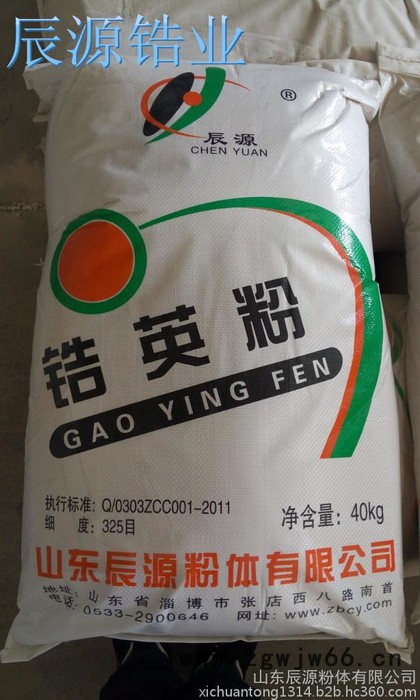 辰源锆业
®
辰源
CHEN YUAN
锆英粉
GAO YING FEN
执行标准: Q/0303ZCC001-2011
细 度: 325目
净含量: 40kg
山东辰源粉体有限公司
地址: 山东省淄博市张店西八路南首
电话: 0533-2900646 网址: www.zbcy.com
zgwjw66.cn
山东辰源粉体有限公司
xichuantong1314.b2b.hc360.com